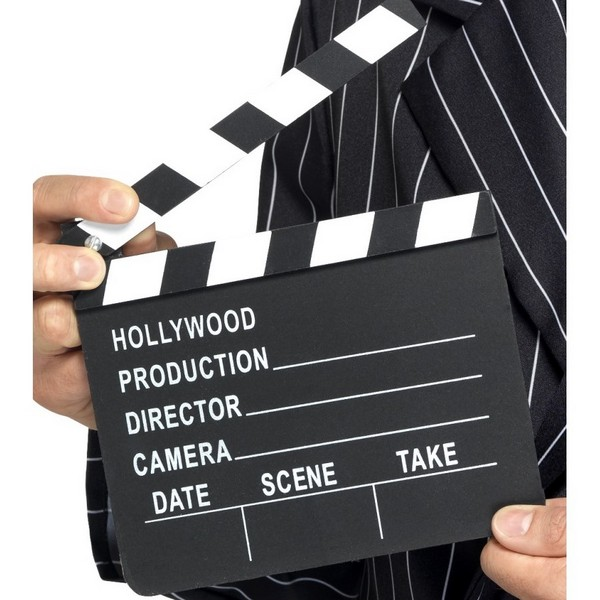 HOLLYWOOD
PRODUCTION
DIRECTOR
CAMERA
DATE SCENE TAKE